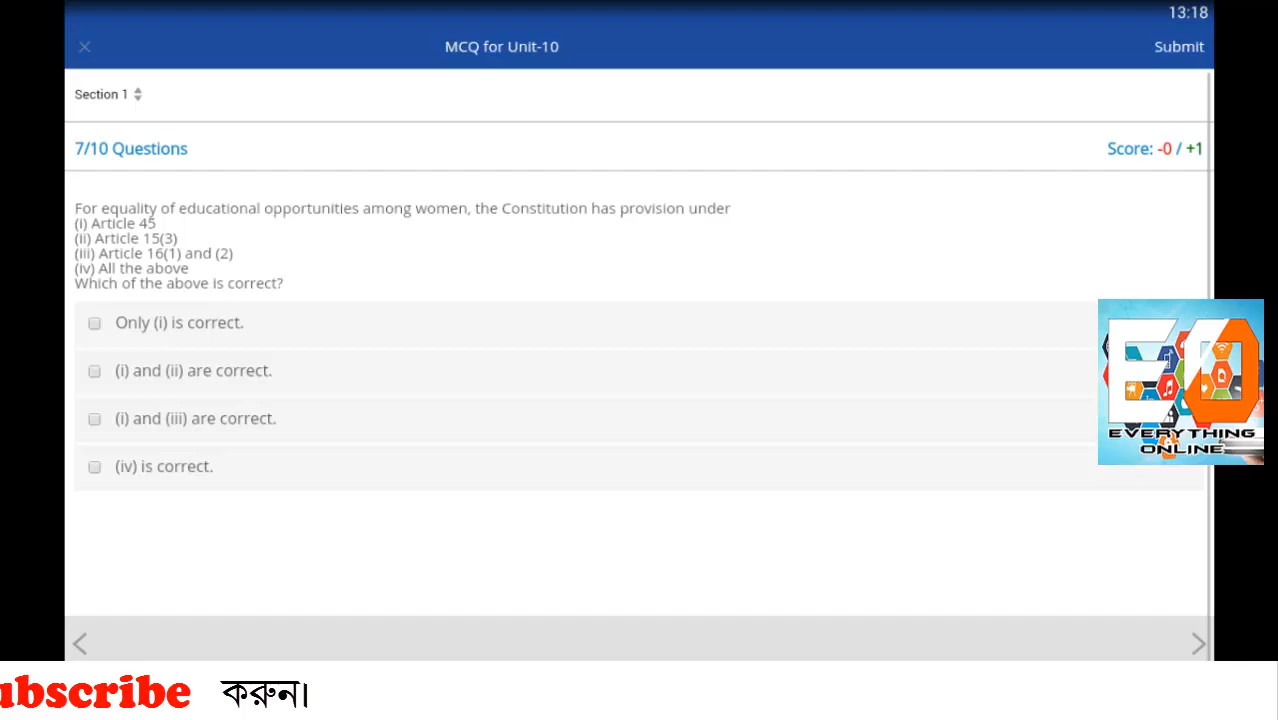 13:18
MCQ for Unit-10
Submit
Section 1
7/10 Questions
Score: -0 / +1
For equality of educational opportunities among women, the Constitution has provision under
(i) Article 45
(ii) Article 15(3)
(iii) Article 16(1) and (2)
(iv) All the above
Which of the above is correct?
Only (i) is correct.
(i) and (ii) are correct.
(i) and (iii) are correct.
(iv) is correct.
EO
EVERYTHING
ONLINE
ubscribe করুন।